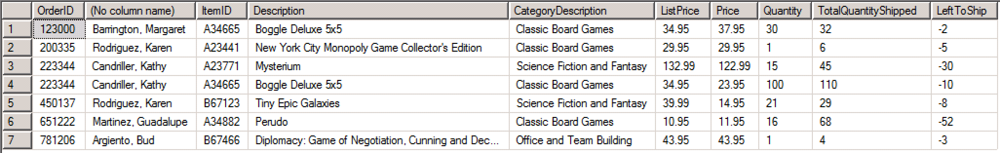 OrderID (No column name) ItemID Description CategoryDescription ListPrice Price Quantity TotalQuantityShipped LeftToShip
1 123000 Barrington, Margaret A34665 Boggle Deluxe 5x5 Classic Board Games 34.95 37.95 30 32 -2
2 200335 Rodriguez, Karen A23441 New York City Monopoly Game Collector's Edition Classic Board Games 29.95 29.95 1 6 -5
3 223344 Candriller, Kathy A23771 Mysterium Science Fiction and Fantasy 132.99 122.99 15 45 -30
4 223344 Candriller, Kathy A34665 Boggle Deluxe 5x5 Classic Board Games 34.95 23.95 100 110 -10
5 450137 Rodriguez, Karen B67123 Tiny Epic Galaxies Science Fiction and Fantasy 39.99 14.95 21 29 -8
6 651222 Martinez, Guadalupe A34882 Perudo Classic Board Games 10.95 11.95 16 68 -52
7 781206 Argiento, Bud B67466 Diplomacy: Game of Negotiation, Cunning and Dec... Office and Team Building 43.95 43.95 1 4 -3